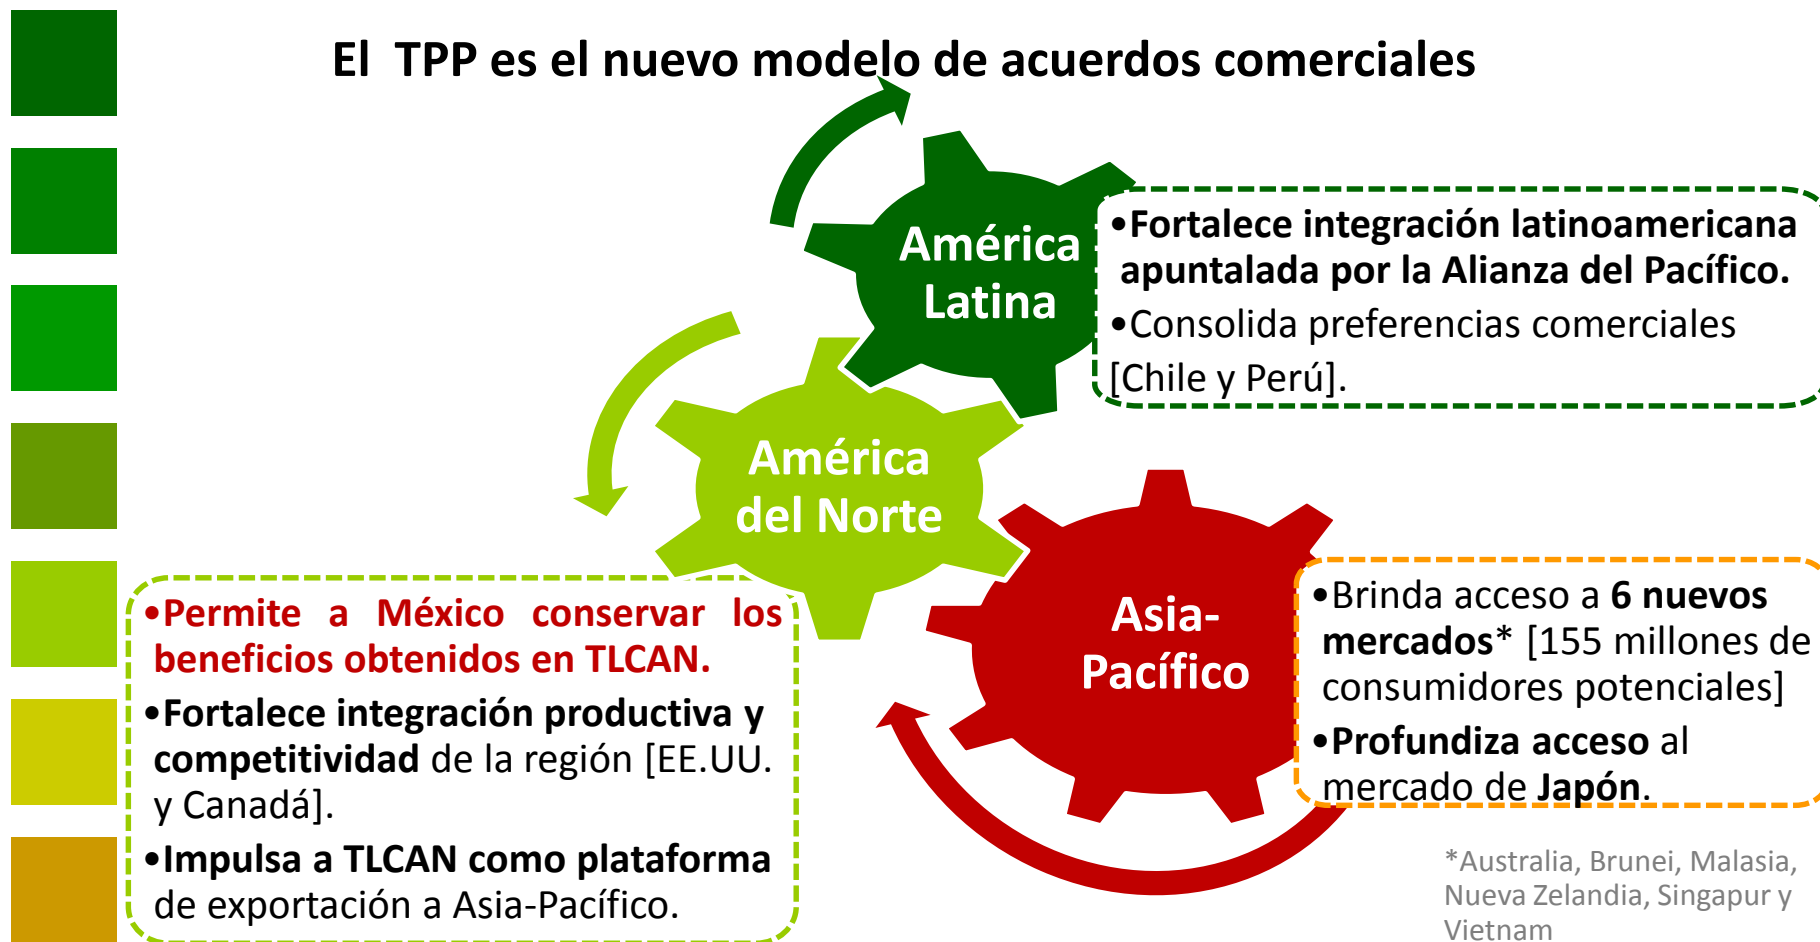 El TPP es el nuevo modelo de acuerdos comerciales
América
Latina
•Fortalece integración latinoamericana
apuntalada por la Alianza del Pacífico.
•Consolida preferencias comerciales
[Chile y Perú].
América
del Norte
•Permite a México conservar los
beneficios obtenidos en TLCAN.
•Fortalece integración productiva y
competitividad de la región [EE.UU.
y Canadá].
•Impulsa a TLCAN como plataforma
de exportación a Asia-Pacífico.
Asia-
Pacífico
•Brinda acceso a 6 nuevos
mercados* [155 millones de
consumidores potenciales]
•Profundiza acceso al
mercado de Japón.
*Australia, Brunei, Malasia,
Nueva Zelandia, Singapur y
Vietnam